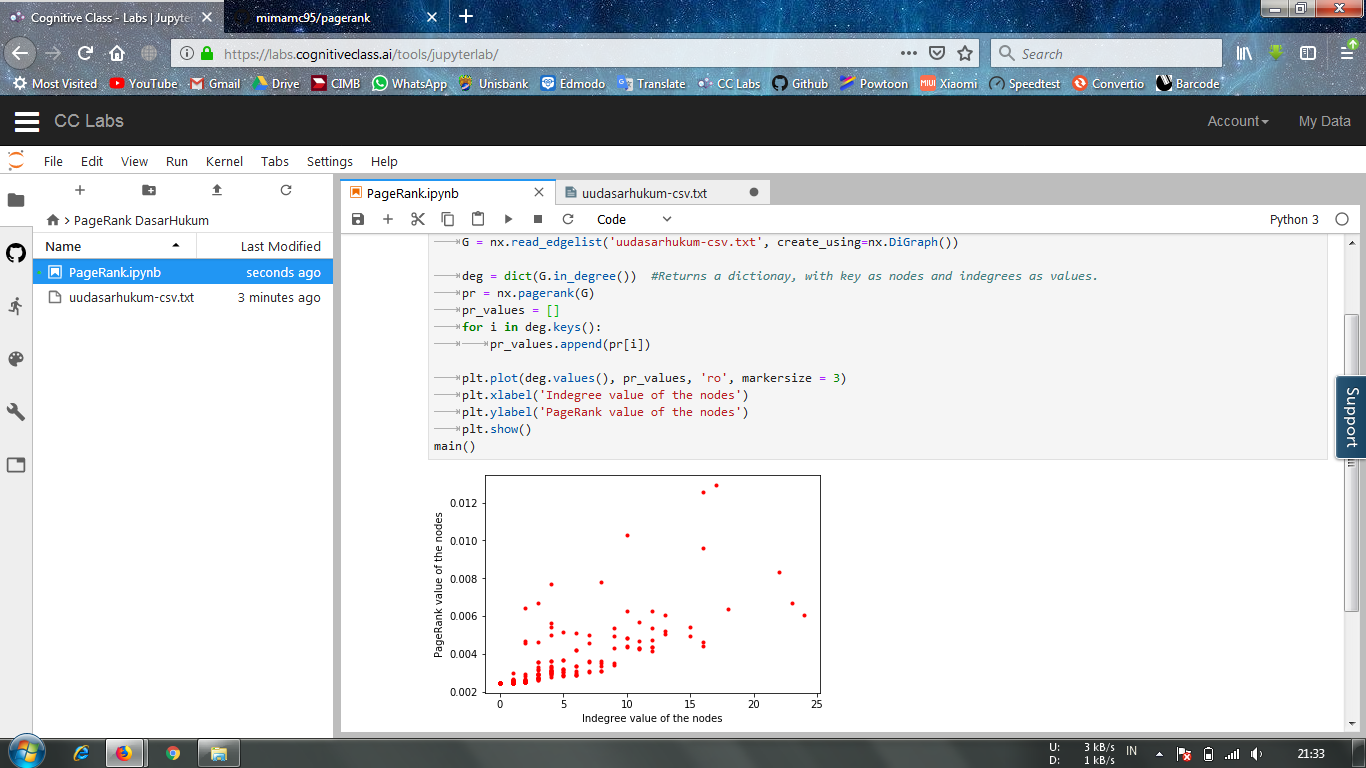 Cognitive Class - Labs | Jupyte
mimamc95/pagerank
https://labs.cognitiveclass.ai/tools/jupyterlab/
Search
Most Visited YouTube Gmail Drive CIMB WhatsApp Unisbank Edmodo Translate CC Labs Github Powtoon Xiaomi Speedtest Convertio Barcode
CC Labs
Account
My Data
File Edit View Run Kernel Tabs Settings Help
PageRank.ipynb
uudasarhukum-csv.txt
PageRank DasarHukum
Code
Python 3
Name Last Modified
PageRank.ipynb seconds ago
uudasarhukum-csv.txt 3 minutes ago
G = nx.read_edgelist('uudasarhukum-csv.txt', create_using=nx.DiGraph())
deg = dict(G.in_degree()) #Returns a dictionay, with key as nodes and indegrees as values.
pr = nx.pagerank(G)
pr_values = []
for i in deg.keys():
pr_values.append(pr[i])
plt.plot(deg.values(), pr_values, 'ro', markersize = 3)
plt.xlabel('Indegree value of the nodes')
plt.ylabel('PageRank value of the nodes')
plt.show()
main()
Support
PageRank value of the nodes
0.012
0.010
0.008
0.006
0.004
0.002
0 5 10 15 20 25
Indegree value of the nodes
U: 3 kB/s
D: 1 kB/s
IN
21:33